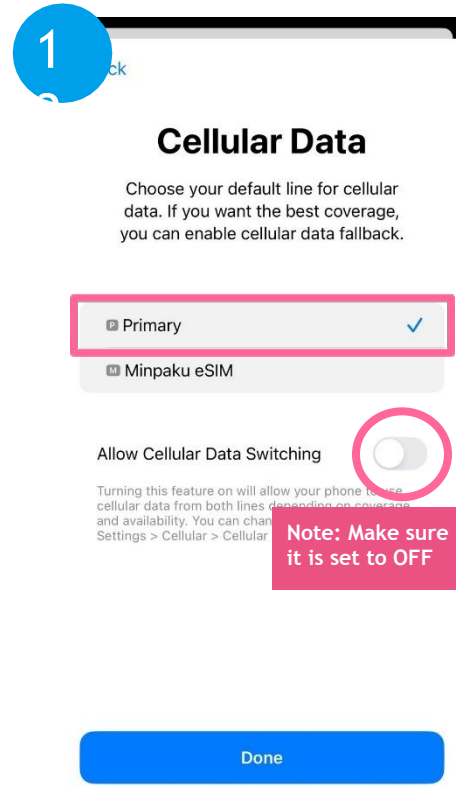 1
ck
Cellular Data
Choose your default line for cellular
data. If you want the best coverage,
you can enable cellular data fallback.
P Primary
M Minpaku eSIM
Allow Cellular Data Switching
Turning this feature on will allow your phone to use
cellular data from both lines depending on coverage
and availability. You can chan
Settings > Cellular > Cellular
Note: Make sure
it is set to OFF
Done